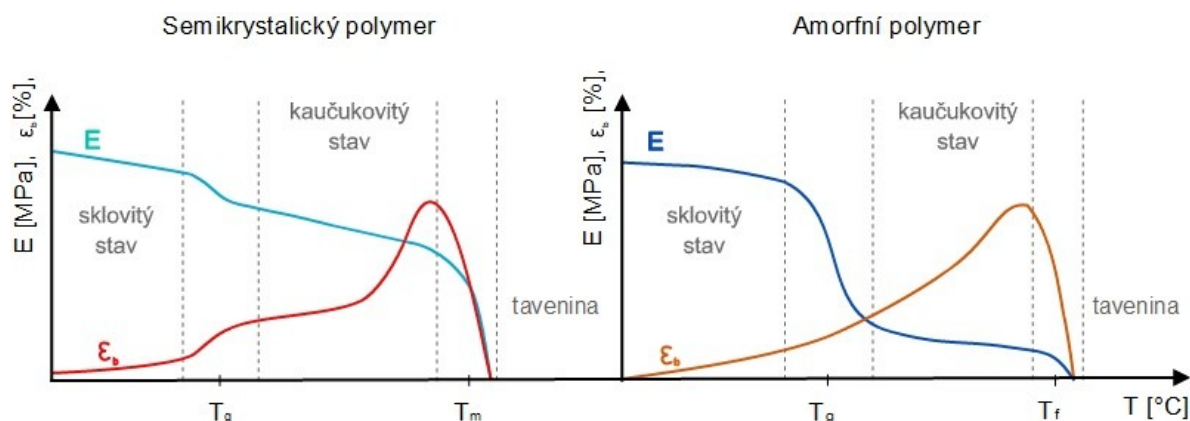 Semikrystalický polymer
Amorfní polymer
E [MPa], εb[%],
E
sklovitý
stav
kaučukovitý
stav
tavenina
εb
Tg
Tm
E [MPa], εb[%],
E
sklovitý
stav
kaučukovitý
stav
tavenina
εb
Tg
Tf
T [°C]